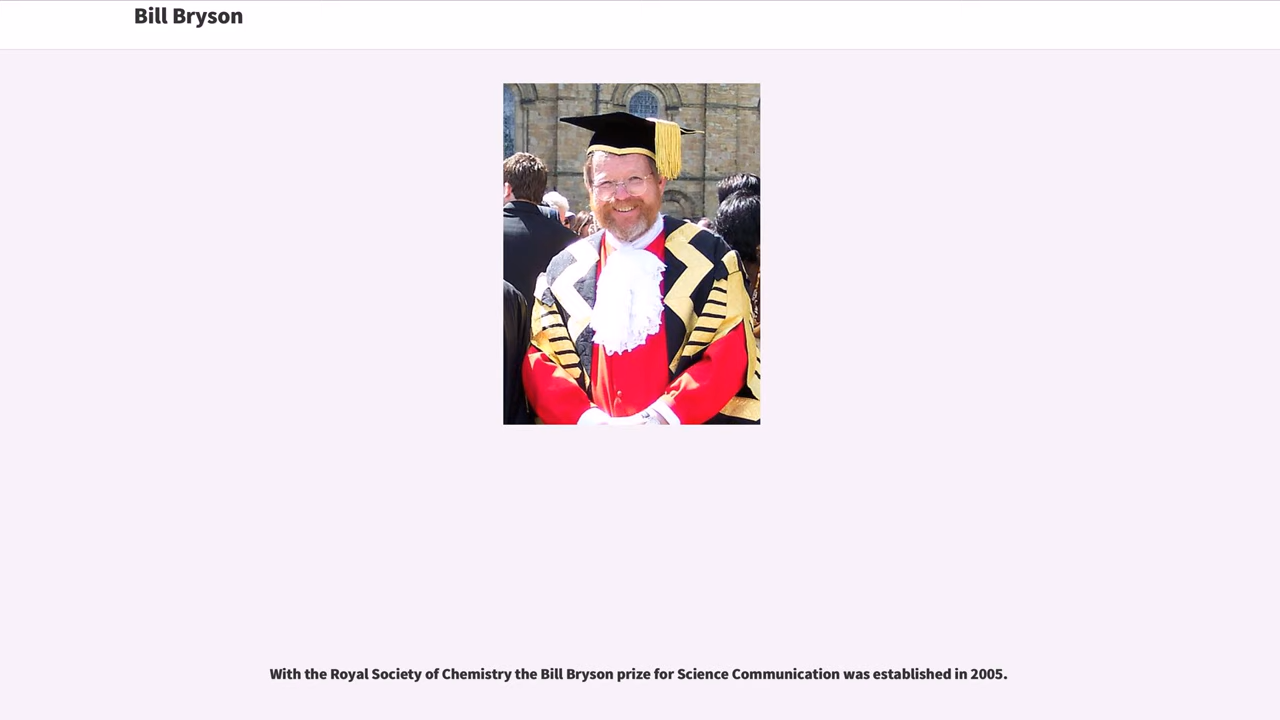 Bill Bryson
With the Royal Society of Chemistry the Bill Bryson prize for Science Communication was established in 2005.